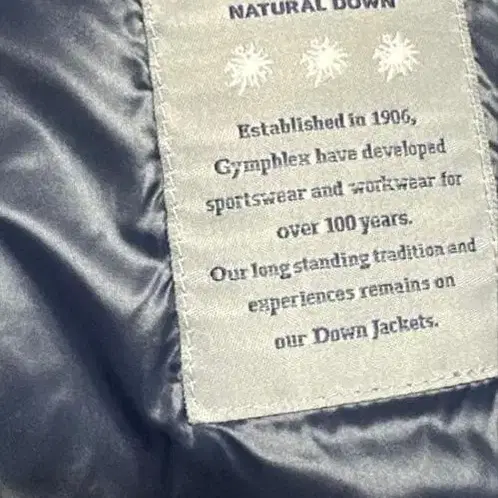 NATURAL DOWN
Established in 1906,
Gymphlex have developed
sportswear and workwear for
over 100 years.
Our long standing tradition and
experiences remains on
our Down Jackets.